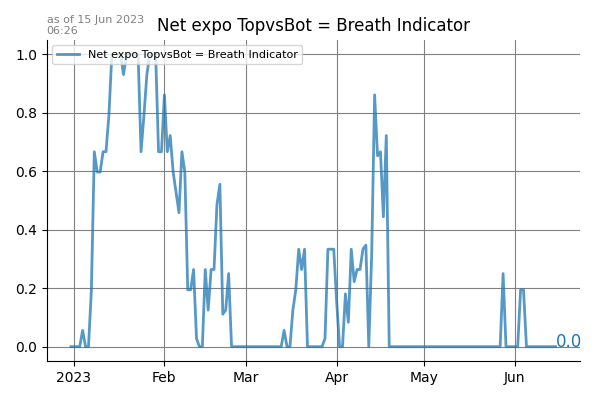 as of 15 Jun 2023
06:26
Net expo TopvsBot = Breath Indicator
Net expo TopvsBot = Breath Indicator
1.0
0.8
0.6
0.4
0.2
0.0
0.0
2023 Feb Mar Apr May Jun